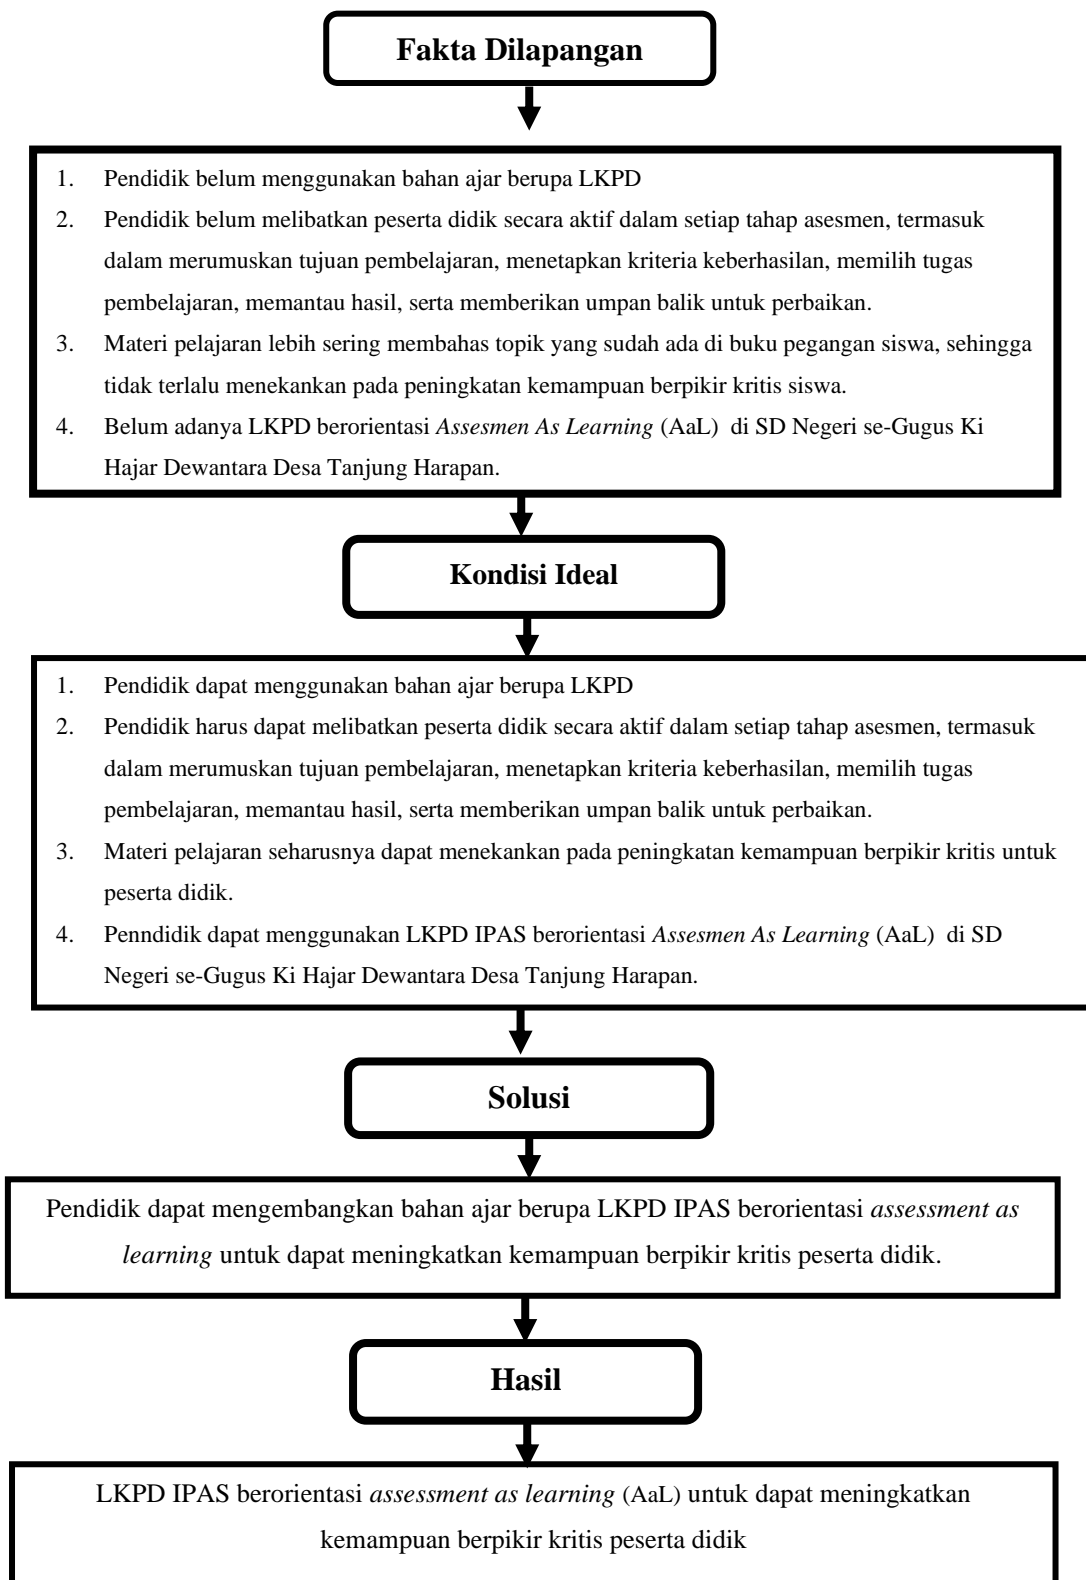 Fakta Dilapangan
1. Pendidik belum menggunakan bahan ajar berupa LKPD
2. Pendidik belum melibatkan peserta didik secara aktif dalam setiap tahap asesmen, termasuk
dalam merumuskan tujuan pembelajaran, menetapkan kriteria keberhasilan, memilih tugas
pembelajaran, memantau hasil, serta memberikan umpan balik untuk perbaikan.
3. Materi pelajaran lebih sering membahas topik yang sudah ada di buku pegangan siswa, sehingga
tidak terlalu menekankan pada peningkatan kemampuan berpikir kritis siswa.
4. Belum adanya LKPD berorientasi Assesmen As Learning (AaL) di SD Negeri se-Gugus Ki
Hajar Dewantara Desa Tanjung Harapan.
Kondisi Ideal
1. Pendidik dapat menggunakan bahan ajar berupa LKPD
2. Pendidik harus dapat melibatkan peserta didik secara aktif dalam setiap tahap asesmen, termasuk
dalam merumuskan tujuan pembelajaran, menetapkan kriteria keberhasilan, memilih tugas
pembelajaran, memantau hasil, serta memberikan umpan balik untuk perbaikan.
3. Materi pelajaran seharusnya dapat menekankan pada peningkatan kemampuan berpikir kritis untuk
peserta didik.
4. Penndidik dapat menggunakan LKPD IPAS berorientasi Assesmen As Learning (AaL) di SD
Negeri se-Gugus Ki Hajar Dewantara Desa Tanjung Harapan.
Solusi
Pendidik dapat mengembangkan bahan ajar berupa LKPD IPAS berorientasi assessment as
learning untuk dapat meningkatkan kemampuan berpikir kritis peserta didik.
Hasil
LKPD IPAS berorientasi assessment as learning (AaL) untuk dapat meningkatkan
kemampuan berpikir kritis peserta didik